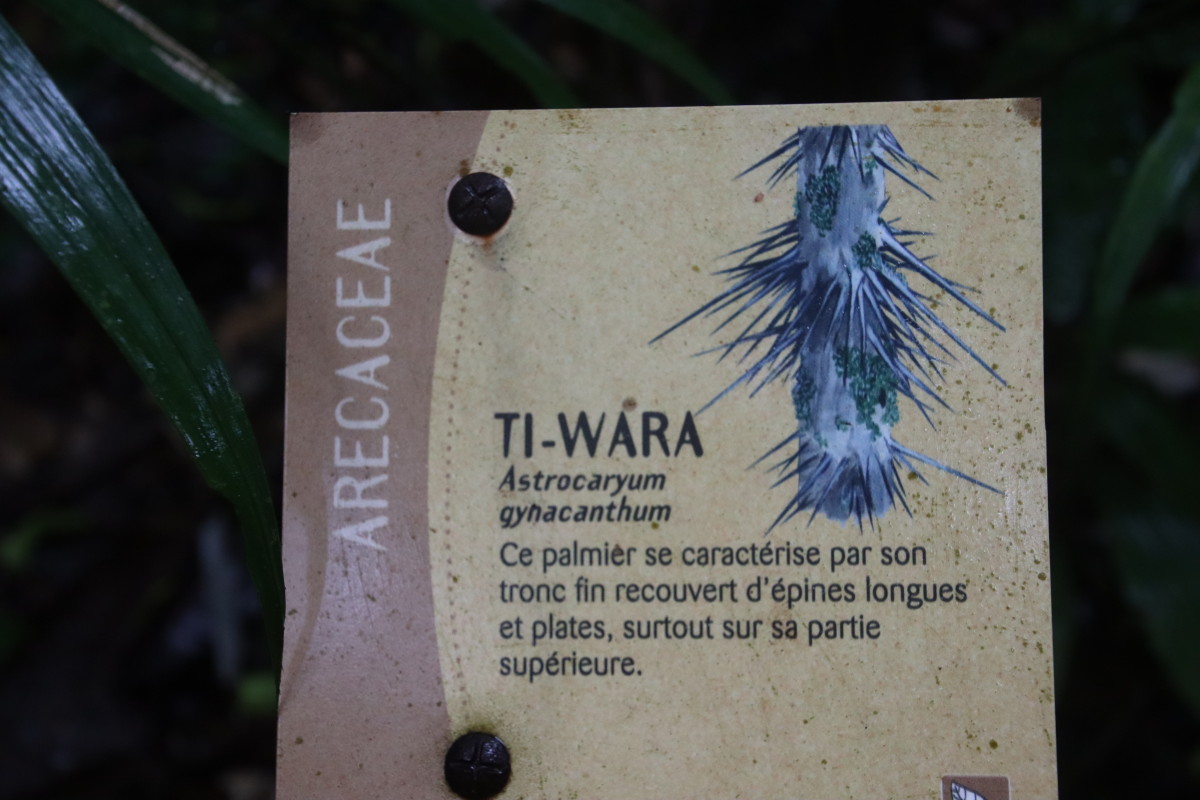 ARECACEAE
TI-WARA
Astrocaryum
gynacanthum
Ce palmier se caractérise par son
tronc fin recouvert d'épines longues
et plates, surtout sur sa partie
supérieure.